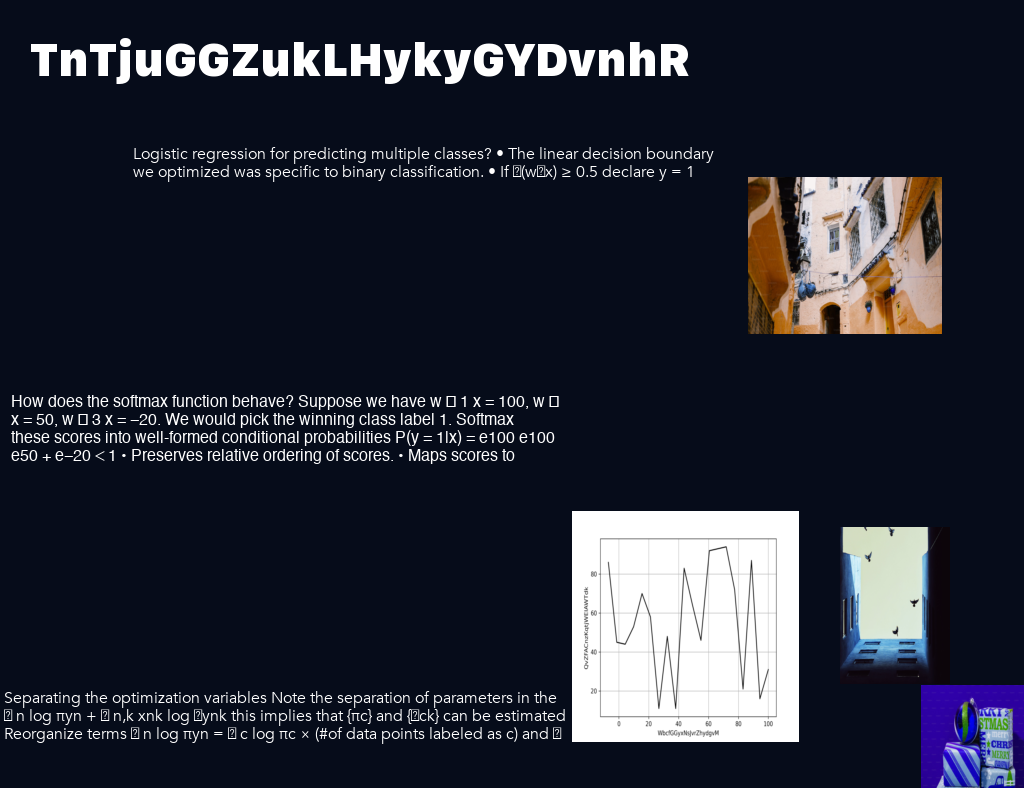 TnTjuGGZukLHykyGYDvnhR
Logistic regression for predicting multiple classes? • The linear decision boundary
we optimized was specific to binary classification. • If (wx) ≥ 0.5 declare y = 1
How does the softmax function behave? Suppose we have w 1 x = 100, w
x = 50, w 3 x = −20. We would pick the winning class label 1. Softmax
these scores into well-formed conditional probabilities P(y = 1|x) = e100 e100
e50 + e−20 < 1 • Preserves relative ordering of scores. • Maps scores to
80
60
40
20
0 20 40 60 80 100
WbcfGGyxNsJvrZhydgvM
Separating the optimization variables Note the separation of parameters in the
n log πyn + n,k xnk log ynk this implies that {πc} and {ck} can be estimated
Reorganize terms n log πyn = c log πc × (#of data points labeled as c) and
STMAS
CHR
MERRY